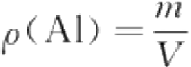 ρ(Al) = m/V